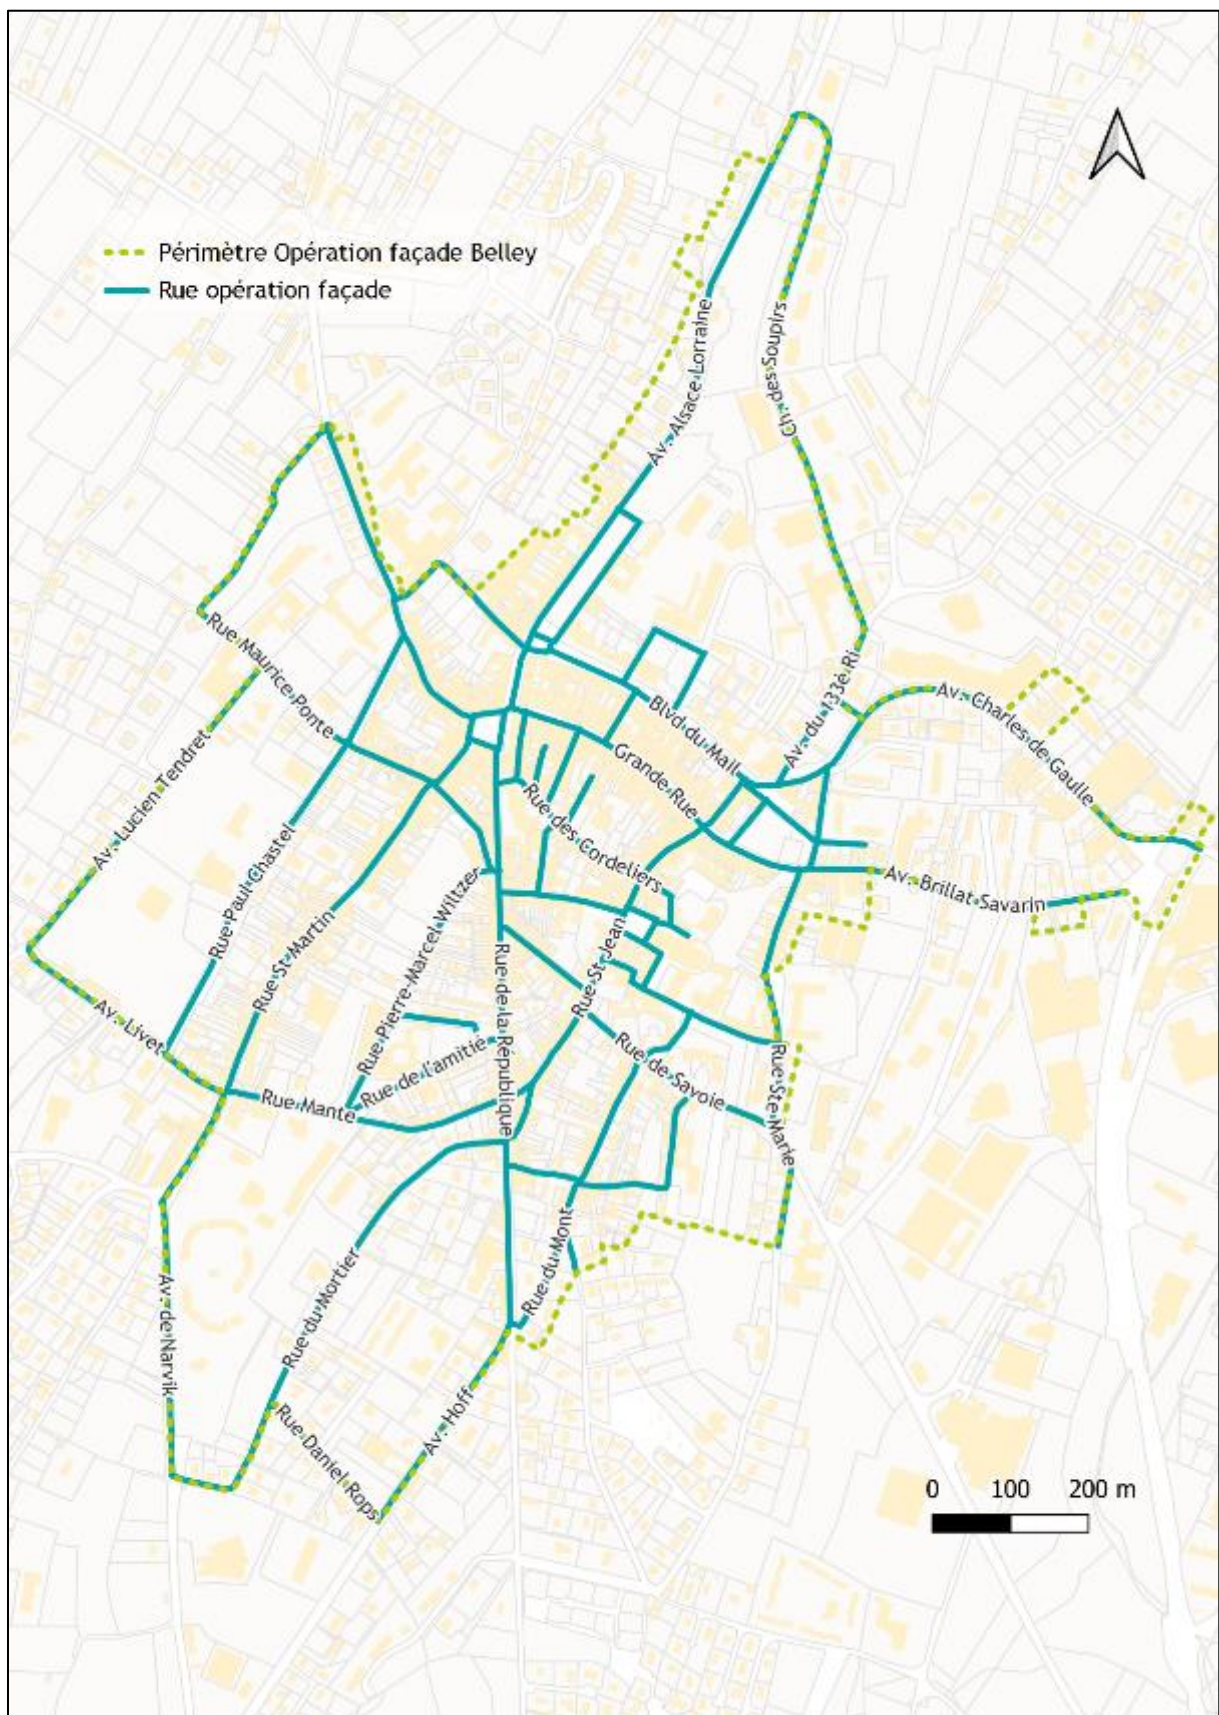 Périmètre Opération façade Belley
Rue opération façade
Av. Alsace Lorraine
Ch. des Soupirs
Rue Maurice Ponte
Av. du 133è Ri
Av. Charles de Gaulle
Blvd du Mail
Grande Rue
Av. Lucien Tendret
Rue des Cordeliers
Rue Paul Chastel
Av. Brillat Savarin
Rue Pierre Marcel Wiltzer
Rue St Martin
Rue St Jean
Rue de la République
Av. Livet
Rue de l'amitié
Rue de Savoie
Rue Ste Marie
Rue Mante
Rue du Mont
Rue du Mortier
Av. de Narvik
Av. Hoff
Rue Daniel Rops
0 100 200 m